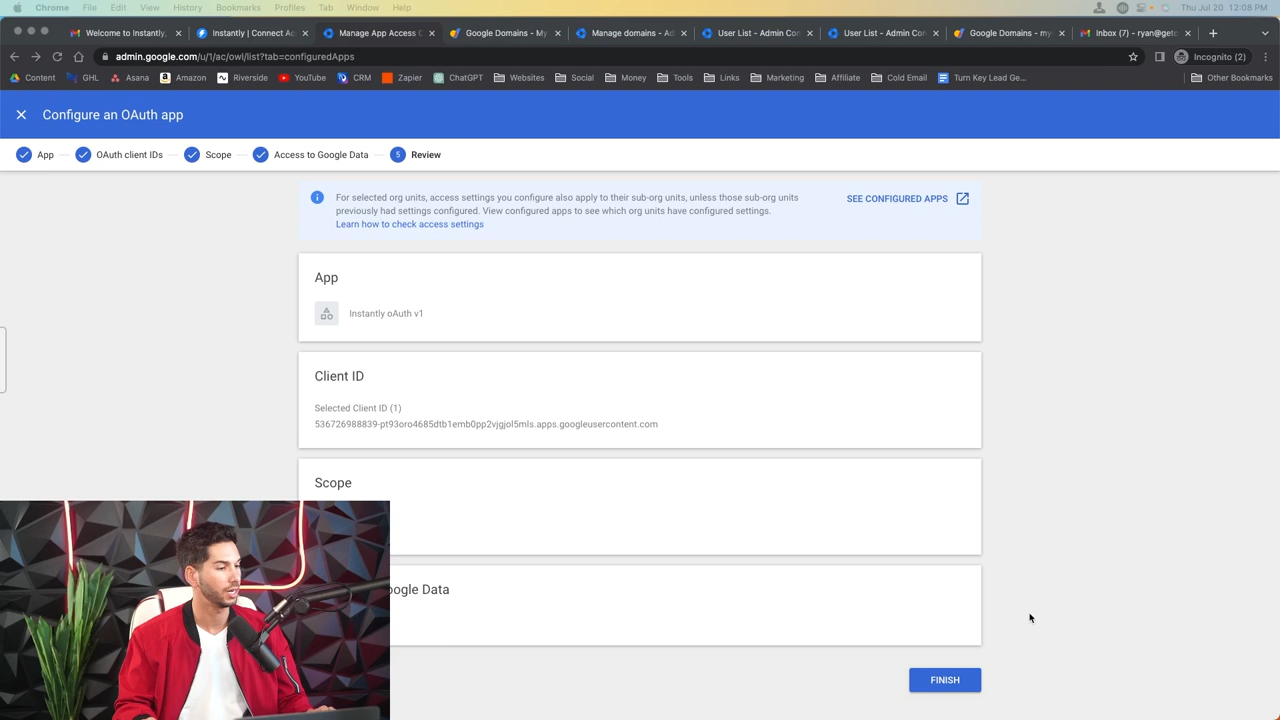 Chrome File Edit View History Bookmarks Profiles Tab Window Help Thu Jul 20 12:08 PM
Welcome to Instantly, Instantly | Connect Ac Manage App Access C Google Domains - My Manage domains - Ad User List - Admin Con User List - Admin Con Google Domains - my Inbox (7) - ryan@getc
admin.google.com/u/1/ac/owl/list?tab=configuredApps Incognito (2)
Content GHL Asana Amazon Riverside YouTube CRM Zapier ChatGPT Websites Social Money Tools Links Marketing Affiliate Cold Email Turn Key Lead Ge... Other Bookmarks
Configure an OAuth app
App OAuth client IDs Scope Access to Google Data 5 Review
For selected org units, access settings you configure also apply to their sub-org units, unless those sub-org units
previously had settings configured. View configured apps to see which org units have configured settings.
Learn how to check access settings
SEE CONFIGURED APPS
App
Instantly oAuth v1
Client ID
Selected Client ID (1)
536726988839-pt93oro4685dtb1emb0pp2vjgjol5mls.apps.googleusercontent.com
Scope
oogle Data
FINISH